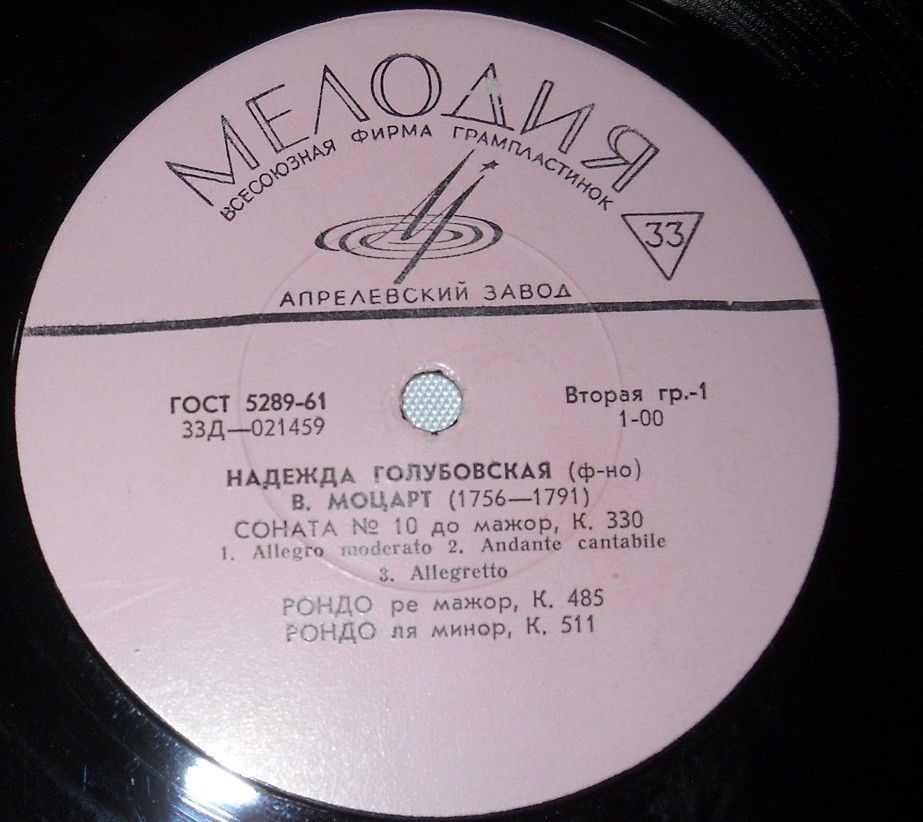 МЕЛОДИЯ
ВСЕСОЮЗНАЯ ФИРМА ГРАМПЛАСТИНОК
33
АПРЕЛЕВСКИЙ ЗАВОД
ГОСТ 5289-61
33Д—021459
Вторая гр.-1
1-00
НАДЕЖДА ГОЛУБОВСКАЯ (ф-но)
В. МОЦАРТ (1756—1791)
СОНАТА № 10 до мажор, К. 330
1. Allegro moderato 2. Andante cantabile
3. Allegretto
РОНДО ре мажор, К. 485
РОНДО ля минор, К. 511